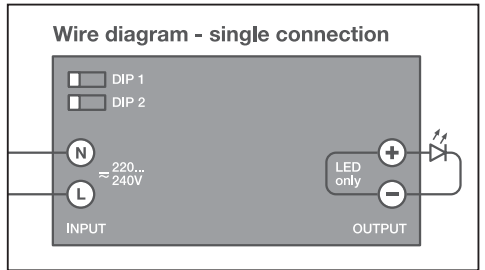 Wire diagram - single connection
DIP 1
DIP 2
N
≂ 220...
240V
L
INPUT
+
LED
only
−
OUTPUT